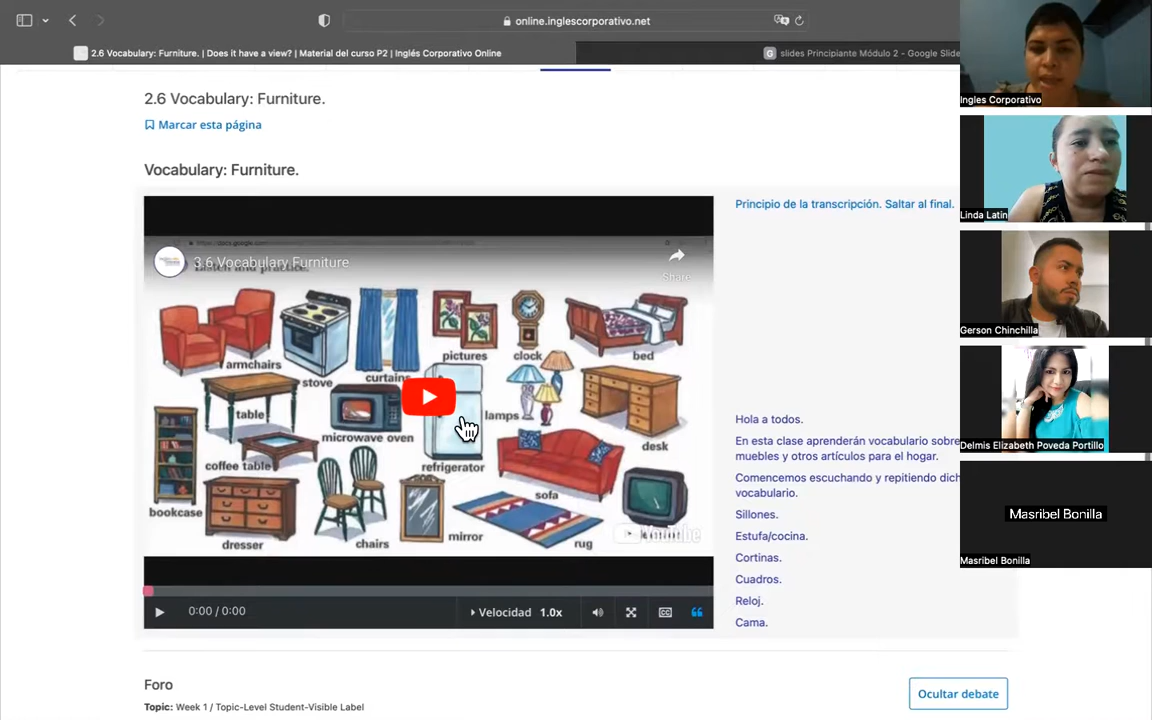 online.inglescorporativo.net
2.6 Vocabulary: Furniture. | Does it have a view? | Material del curso P2 | Inglés Corporativo Online
G slides Principiante Módulo 2 - Google Slide
Ingles Corporativo
Linda Latin
Gerson Chinchilla
Delmis Elizabeth Poveda Portillo
Masribel Bonilla
Masribel Bonilla
2.6 Vocabulary: Furniture.
Marcar esta página
Vocabulary: Furniture.
3.6 Vocabulary Furniture
Listen and practice.
Share
armchairs
stove
curtains
pictures
clock
bed
table
microwave oven
refrigerator
lamps
desk
coffee table
bookcase
dresser
chairs
mirror
sofa
rug
YouTube
0:00 / 0:00
Velocidad 1.0x
CC
Principio de la transcripción. Saltar al final.
Hola a todos.
En esta clase aprenderán vocabulario sobre
muebles y otros artículos para el hogar.
Comencemos escuchando y repitiendo dich
vocabulario.
Sillones.
Estufa/cocina.
Cortinas.
Cuadros.
Reloj.
Cama.
Foro
Topic: Week 1 / Topic-Level Student-Visible Label
Ocultar debate